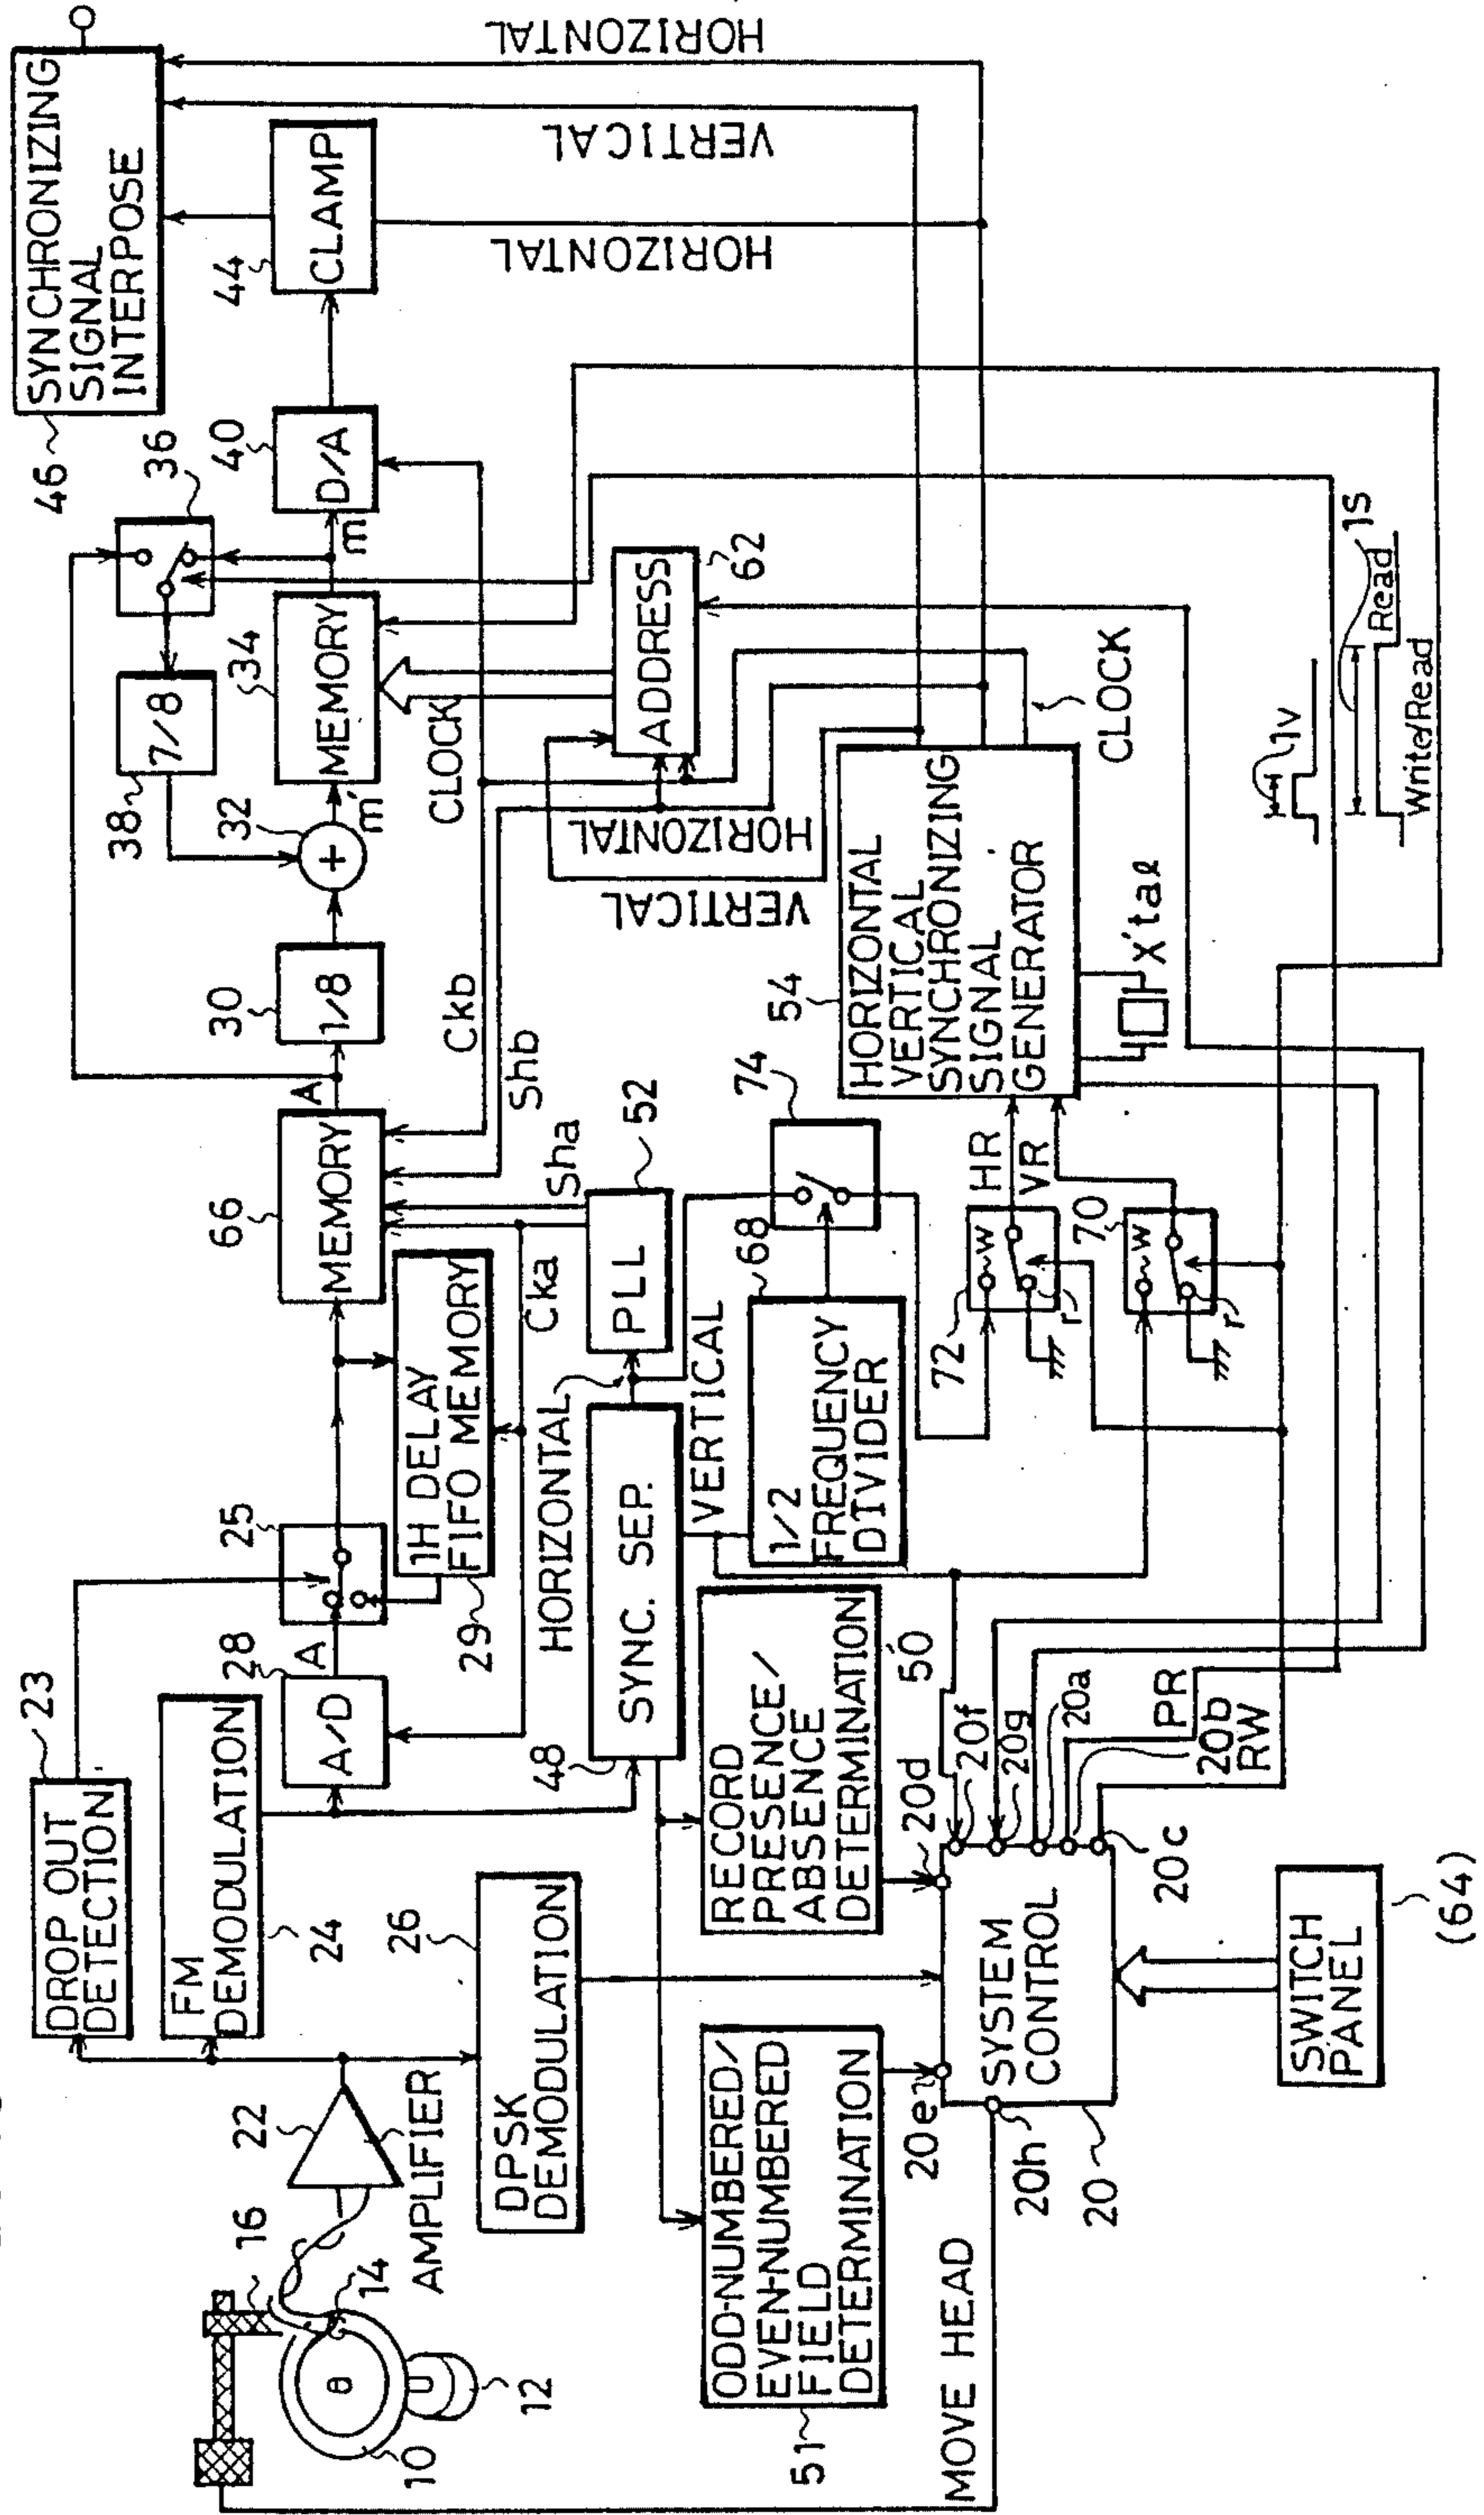 DROP OUT
DETECTION
23
FM
DEMODULATION
24
22
AMPLIFIER
16
14
10
12
DPSK
DEMODULATION
26
A/D
28
A
25
1H DELAY
FIFO MEMORY
29
MEMORY
66
A
1/8
30
+
32
m'
7/8
38
MEMORY
34
36
m
D/A
40
CLAMP
44
SYNCHRONIZING
SIGNAL
INTERPOSE
46
HORIZONTAL
VERTICAL
HORIZONTAL
SYNC. SEP.
48
HORIZONTAL
VERTICAL
PLL
52
Cka
Sha
Shb
Ckb
CLOCK
ADDRESS
62
HORIZONTAL
VERTICAL
ODD-NUMBERED/
EVEN-NUMBERED
FIELD
DETERMINATION
51
RECORD
PRESENCE/
ABSENCE
DETERMINATION
50
1/2
FREQUENCY
DIVIDER
68
74
72
W
r
70
W
r
HR
VR
HORIZONTAL
VERTICAL
SYNCHRONIZING
SIGNAL
GENERATOR
54
X'tal
CLOCK
MOVE HEAD
SYSTEM
CONTROL
20
20h
20e
20d
20f
20g
20a
20b
20c
PR
RW
SWITCH
PANEL
(64)
1V
1S
Write/Read
Read